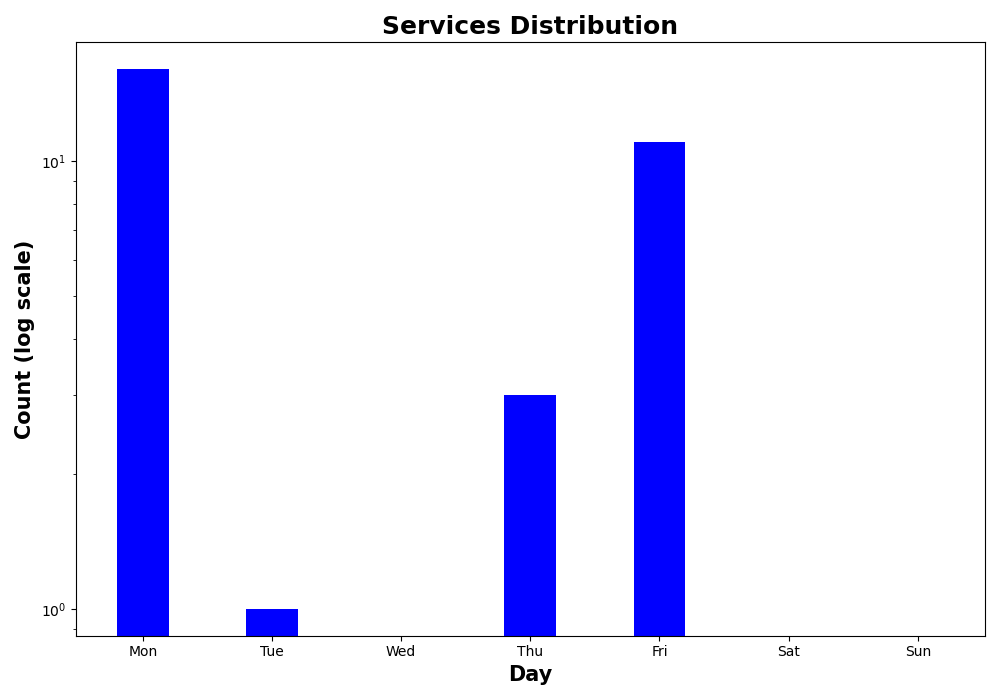 Services Distribution
Count (log scale)
10¹
10⁰
Mon Tue Wed Thu Fri Sat Sun
Day